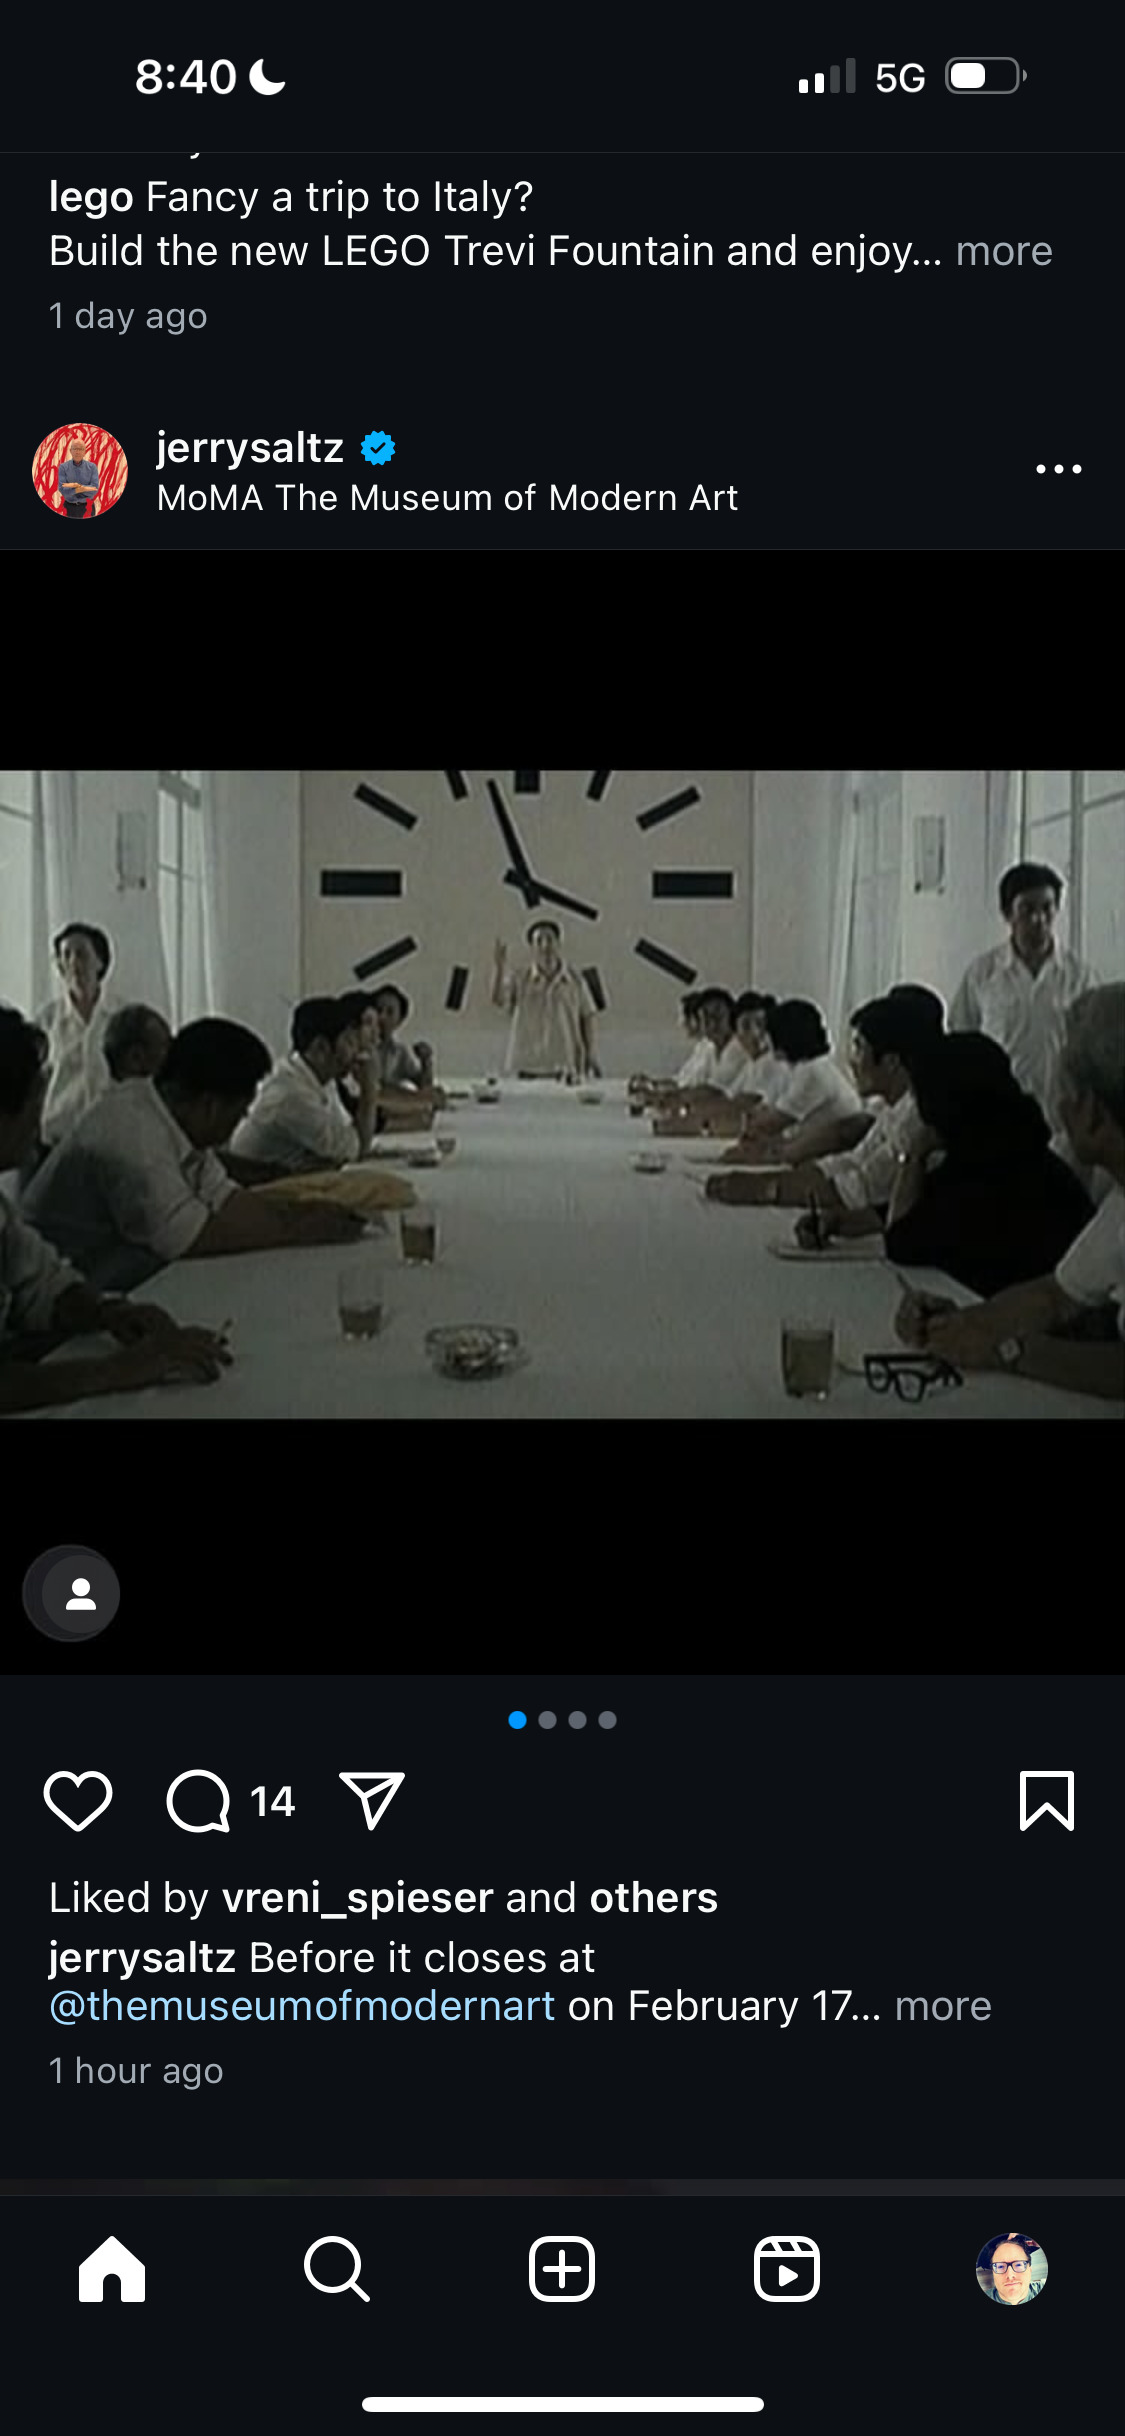 8:40
5G
lego Fancy a trip to Italy?
Build the new LEGO Trevi Fountain and enjoy... more
1 day ago
jerrysaltz
MoMA The Museum of Modern Art
14
Liked by vreni_spieser and others
jerrysaltz Before it closes at
@themuseumofmodernart on February 17... more
1 hour ago